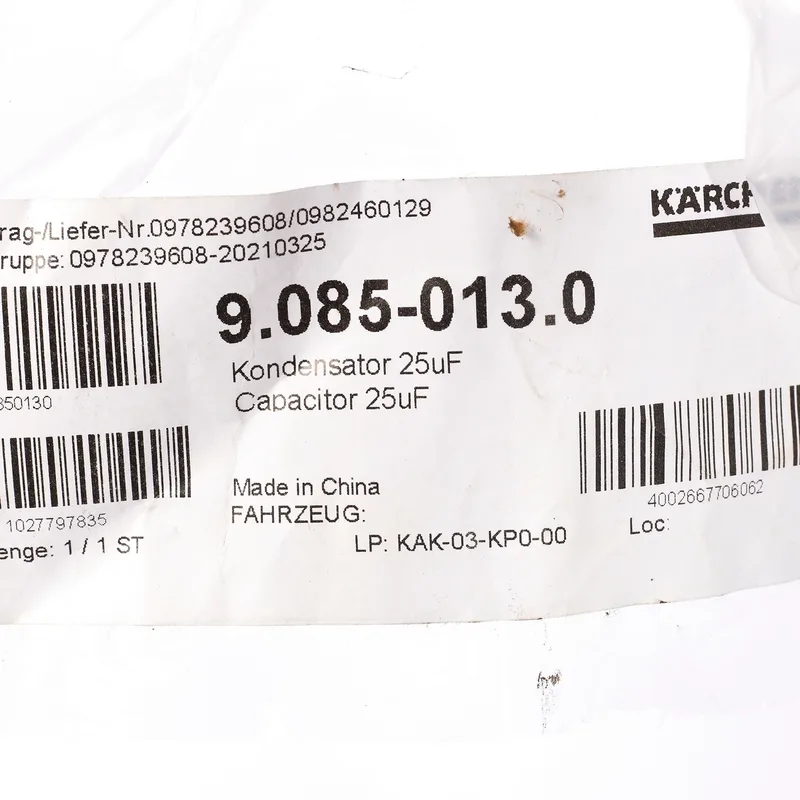 rag-/Liefer-Nr.0978239608/0982460129
ruppe: 0978239608-20210325
KÄRCH
9.085-013.0
Kondensator 25uF
Capacitor 25uF
850130
Made in China
FAHRZEUG:
LP: KAK-03-KP0-00
4002667706062
Loc:
1027797835
enge: 1 / 1 ST